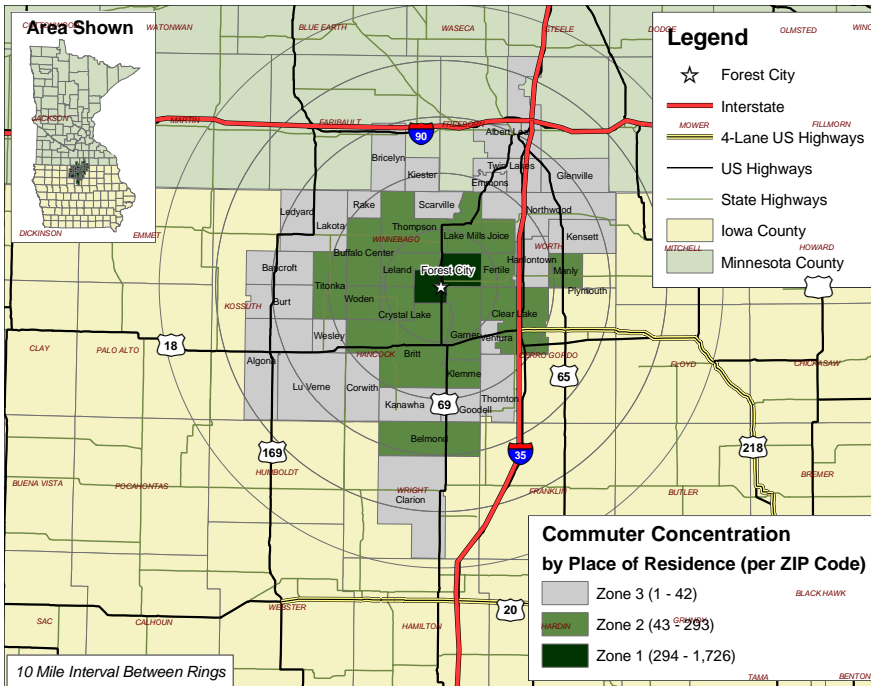 COTTONWOOD
WATONWAN
BLUE EARTH
WASECA
STEELE
DODGE
OLMSTED
Area Shown
JACKSON
MARTIN
FARIBAULT
FREEBORN
MOWER
FILLMORN
90
Legend
Forest City
Interstate
4-Lane US Highways
US Highways
State Highways
Iowa County
Minnesota County
Albert Lea
Bricelyn
Kiester
Twin Lakes
Emmons
Glenville
Ledyard
Rake
Scarville
Northwood
Lakota
Thompson
Lake Mills
Joice
Kensett
DICKINSON
EMMET
WINNEBAGO
WORTH
MITCHELL
HOWARD
Buffalo Center
Hanlontown
Bancroft
Leland
Forest City
Fertile
Manly
Titonka
Plymouth
KOSSUTH
Burt
Woden
Crystal Lake
Clear Lake
Wesley
Garner
Ventura
18
CLAY
PALO ALTO
Algona
HANCOCK
Britt
CERRO GORDO
FLOYD
CHICKASAW
Lu Verne
Corwith
Klemme
65
Kanawha
69
Goodell
Thornton
Belmond
169
35
218
HUMBOLDT
BREMER
BUENA VISTA
POCAHONTAS
WRIGHT
Clarion
FRANKLIN
BUTLER
Commuter Concentration
by Place of Residence (per ZIP Code)
Zone 3 (1 - 42)
Zone 2 (43 - 293)
Zone 1 (294 - 1,726)
BLACK HAWK
WEBSTER
20
SAC
CALHOUN
HAMILTON
HARDIN
GRUNDY
TAMA
BENTON
10 Mile Interval Between Rings